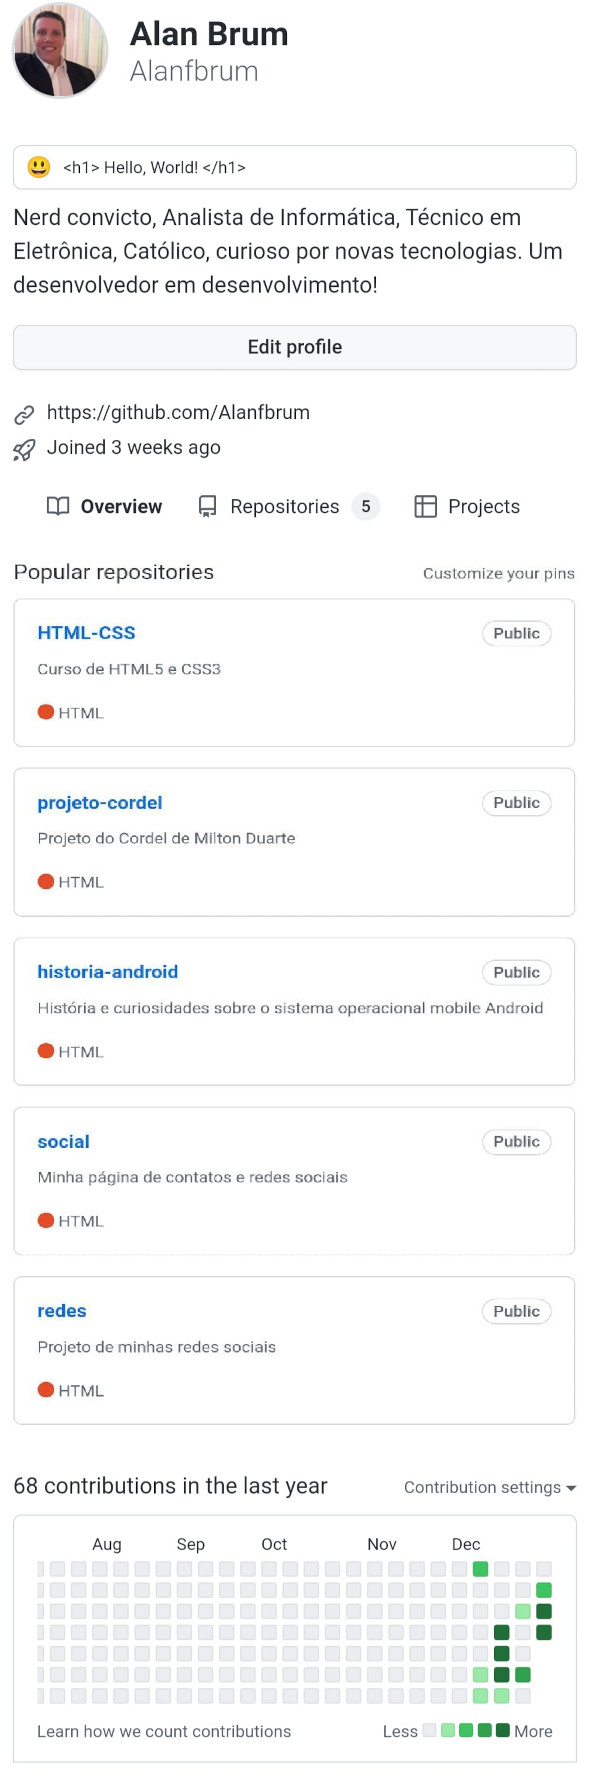 Alan Brum
Alanfbrum
<h1> Hello, World! </h1>
Nerd convicto, Analista de Informática, Técnico em
Eletrônica, Católico, curioso por novas tecnologias. Um
desenvolvedor em desenvolvimento!
Edit profile
https://github.com/Alanfbrum
Joined 3 weeks ago
Overview Repositories 5 Projects
Popular repositories Customize your pins
HTML-CSS Public
Curso de HTML5 e CSS3
HTML
projeto-cordel Public
Projeto do Cordel de Milton Duarte
HTML
historia-android Public
História e curiosidades sobre o sistema operacional mobile Android
HTML
social Public
Minha página de contatos e redes sociais
HTML
redes Public
Projeto de minhas redes sociais
HTML
68 contributions in the last year Contribution settings
Aug Sep Oct Nov Dec
Learn how we count contributions Less More